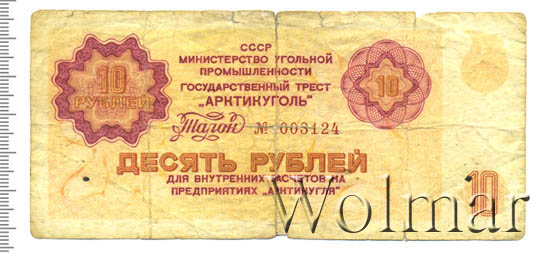 СССР
МИНИСТЕРСТВО УГОЛЬНОЙ
ПРОМЫШЛЕННОСТИ
ГОСУДАРСТВЕННЫЙ ТРЕСТ
„АРКТИКУГОЛЬ"
Талон № 003124
10
РУБЛЕЙ
10
ДЕСЯТЬ РУБЛЕЙ
ДЛЯ ВНУТРЕННИХ РАСЧЕТОВ НА
ПРЕДПРИЯТИЯХ „АКТИКУГЛЯ"
10
Wolmar